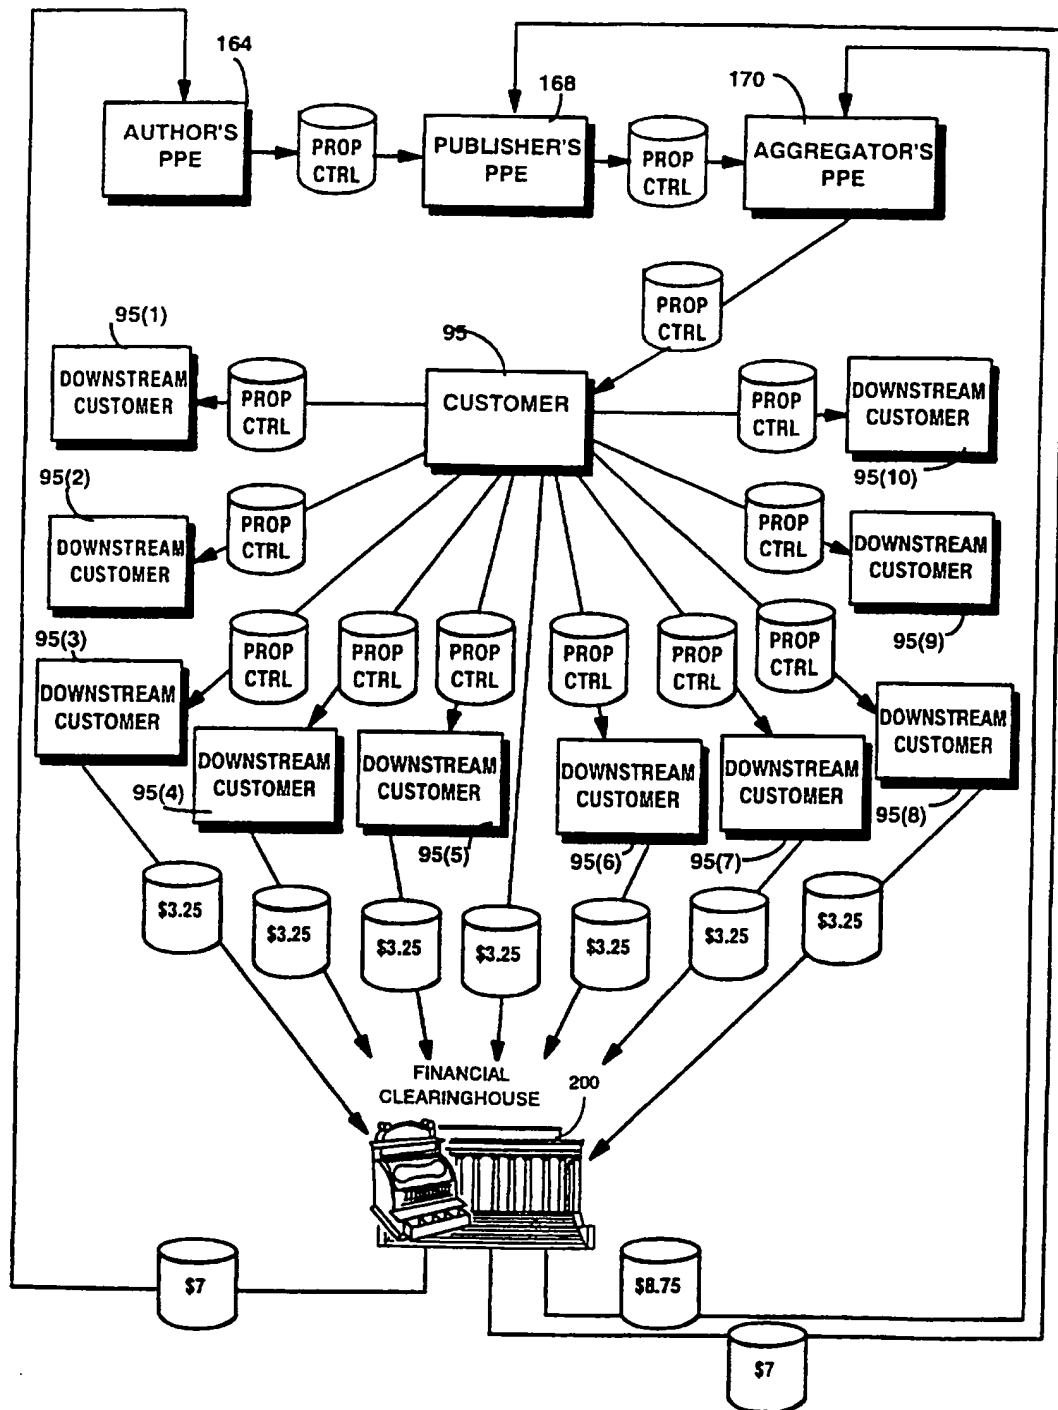 164
168
170
AUTHOR'S
PPE
PROP
CTRL
PUBLISHER'S
PPE
PROP
CTRL
AGGREGATOR'S
PPE
PROP
CTRL
95(1)
95
DOWNSTREAM
CUSTOMER
PROP
CTRL
CUSTOMER
PROP
CTRL
DOWNSTREAM
CUSTOMER
95(10)
95(2)
DOWNSTREAM
CUSTOMER
PROP
CTRL
PROP
CTRL
DOWNSTREAM
CUSTOMER
95(9)
95(3)
DOWNSTREAM
CUSTOMER
PROP
CTRL
PROP
CTRL
PROP
CTRL
PROP
CTRL
PROP
CTRL
PROP
CTRL
DOWNSTREAM
CUSTOMER
95(8)
95(4)
DOWNSTREAM
CUSTOMER
DOWNSTREAM
CUSTOMER
95(5)
DOWNSTREAM
CUSTOMER
95(6)
DOWNSTREAM
CUSTOMER
95(7)
$3.25
$3.25
$3.25
$3.25
$3.25
$3.25
$3.25
FINANCIAL
CLEARINGHOUSE
200
$7
$8.75
$7